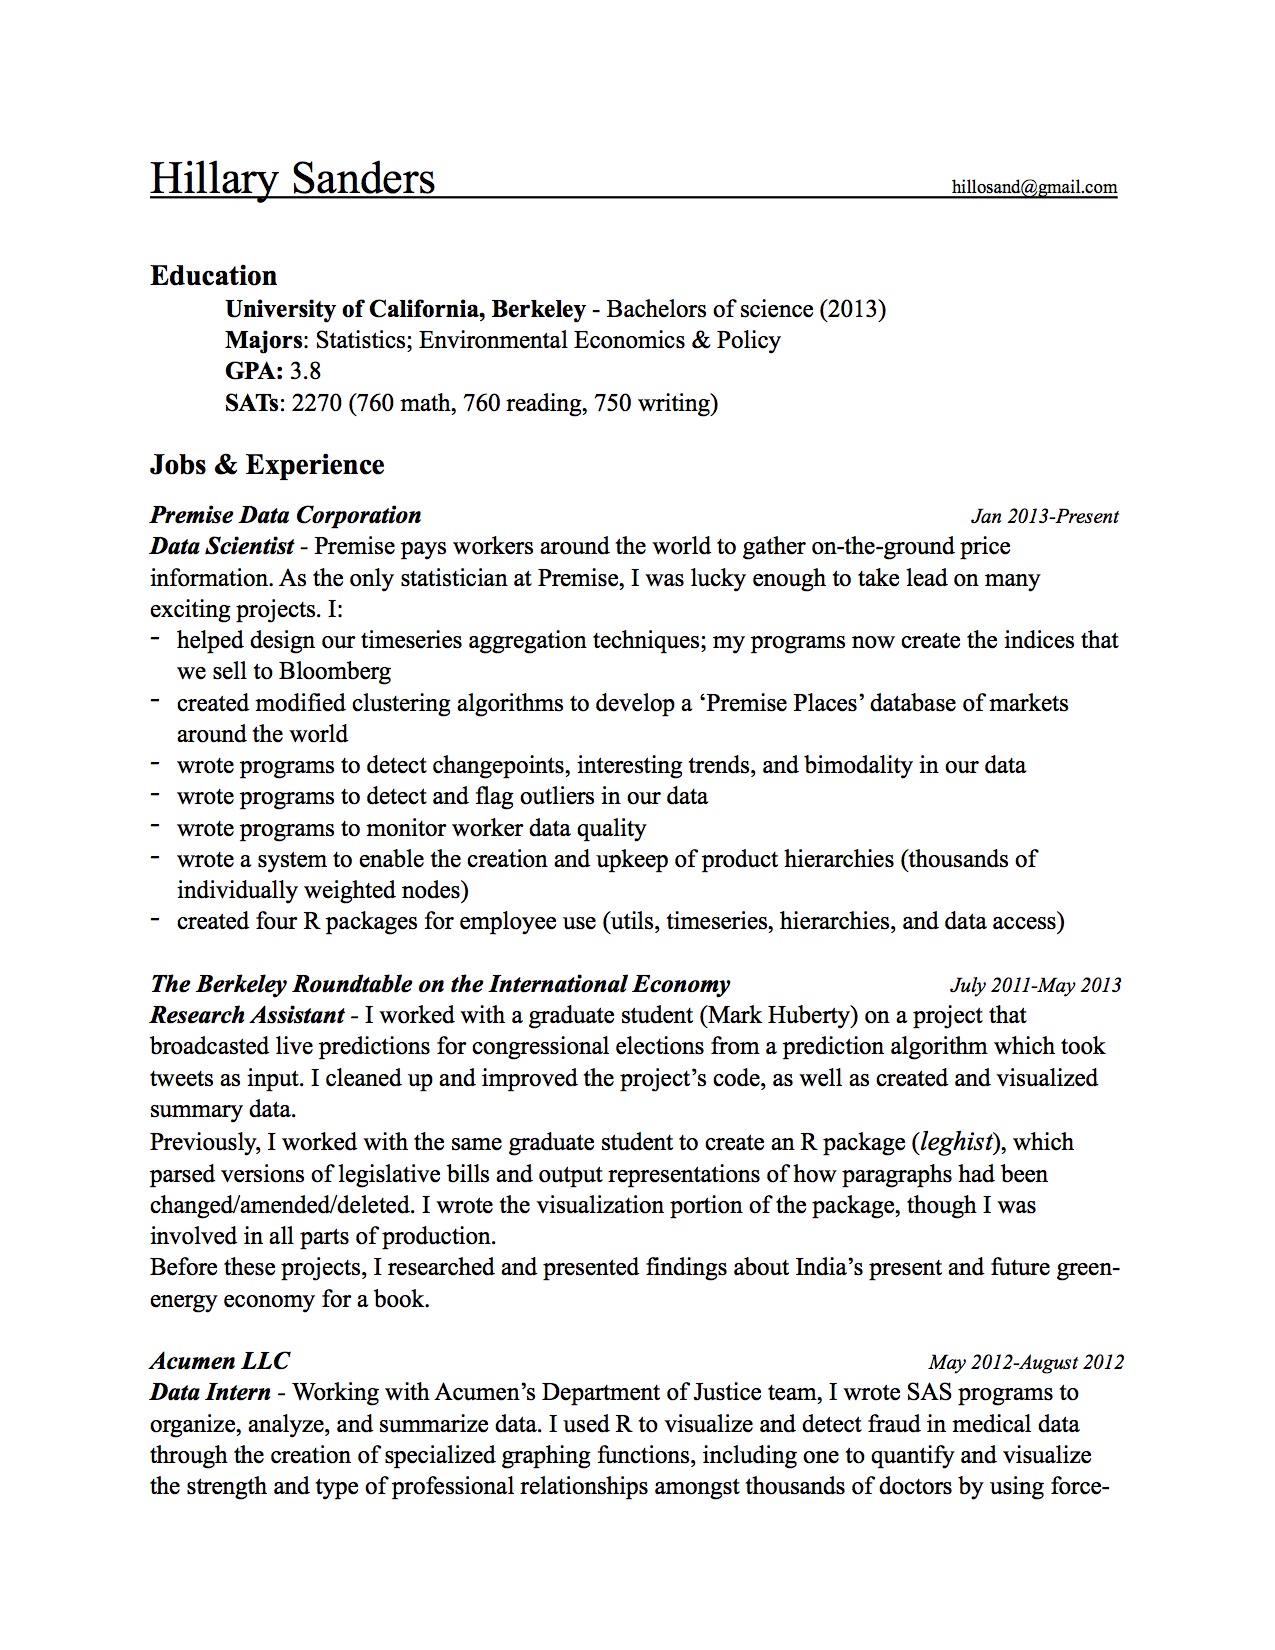 Hillary Sanders hillosand@gmail.com
Education
University of California, Berkeley - Bachelors of science (2013)
Majors: Statistics; Environmental Economics & Policy
GPA: 3.8
SATs: 2270 (760 math, 760 reading, 750 writing)
Jobs & Experience
Premise Data Corporation Jan 2013-Present
Data Scientist - Premise pays workers around the world to gather on-the-ground price
information. As the only statistician at Premise, I was lucky enough to take lead on many
exciting projects. I:
- helped design our timeseries aggregation techniques; my programs now create the indices that
we sell to Bloomberg
- created modified clustering algorithms to develop a ‘Premise Places’ database of markets
around the world
- wrote programs to detect changepoints, interesting trends, and bimodality in our data
- wrote programs to detect and flag outliers in our data
- wrote programs to monitor worker data quality
- wrote a system to enable the creation and upkeep of product hierarchies (thousands of
individually weighted nodes)
- created four R packages for employee use (utils, timeseries, hierarchies, and data access)
The Berkeley Roundtable on the International Economy July 2011-May 2013
Research Assistant - I worked with a graduate student (Mark Huberty) on a project that
broadcasted live predictions for congressional elections from a prediction algorithm which took
tweets as input. I cleaned up and improved the project’s code, as well as created and visualized
summary data.
Previously, I worked with the same graduate student to create an R package (leghist), which
parsed versions of legislative bills and output representations of how paragraphs had been
changed/amended/deleted. I wrote the visualization portion of the package, though I was
involved in all parts of production.
Before these projects, I researched and presented findings about India’s present and future green-
energy economy for a book.
Acumen LLC May 2012-August 2012
Data Intern - Working with Acumen’s Department of Justice team, I wrote SAS programs to
organize, analyze, and summarize data. I used R to visualize and detect fraud in medical data
through the creation of specialized graphing functions, including one to quantify and visualize
the strength and type of professional relationships amongst thousands of doctors by using force-